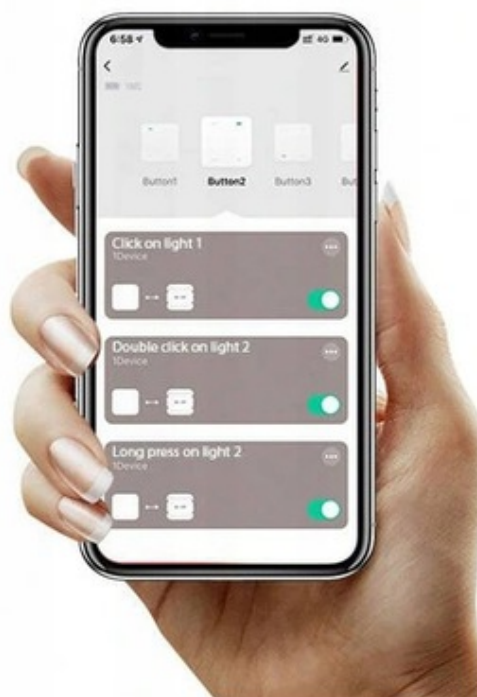 6:58
4G
Button1
Button2
Button3
Click on light 1
1Device
Double click on light 2
1Device
Long press on light 2
1Device